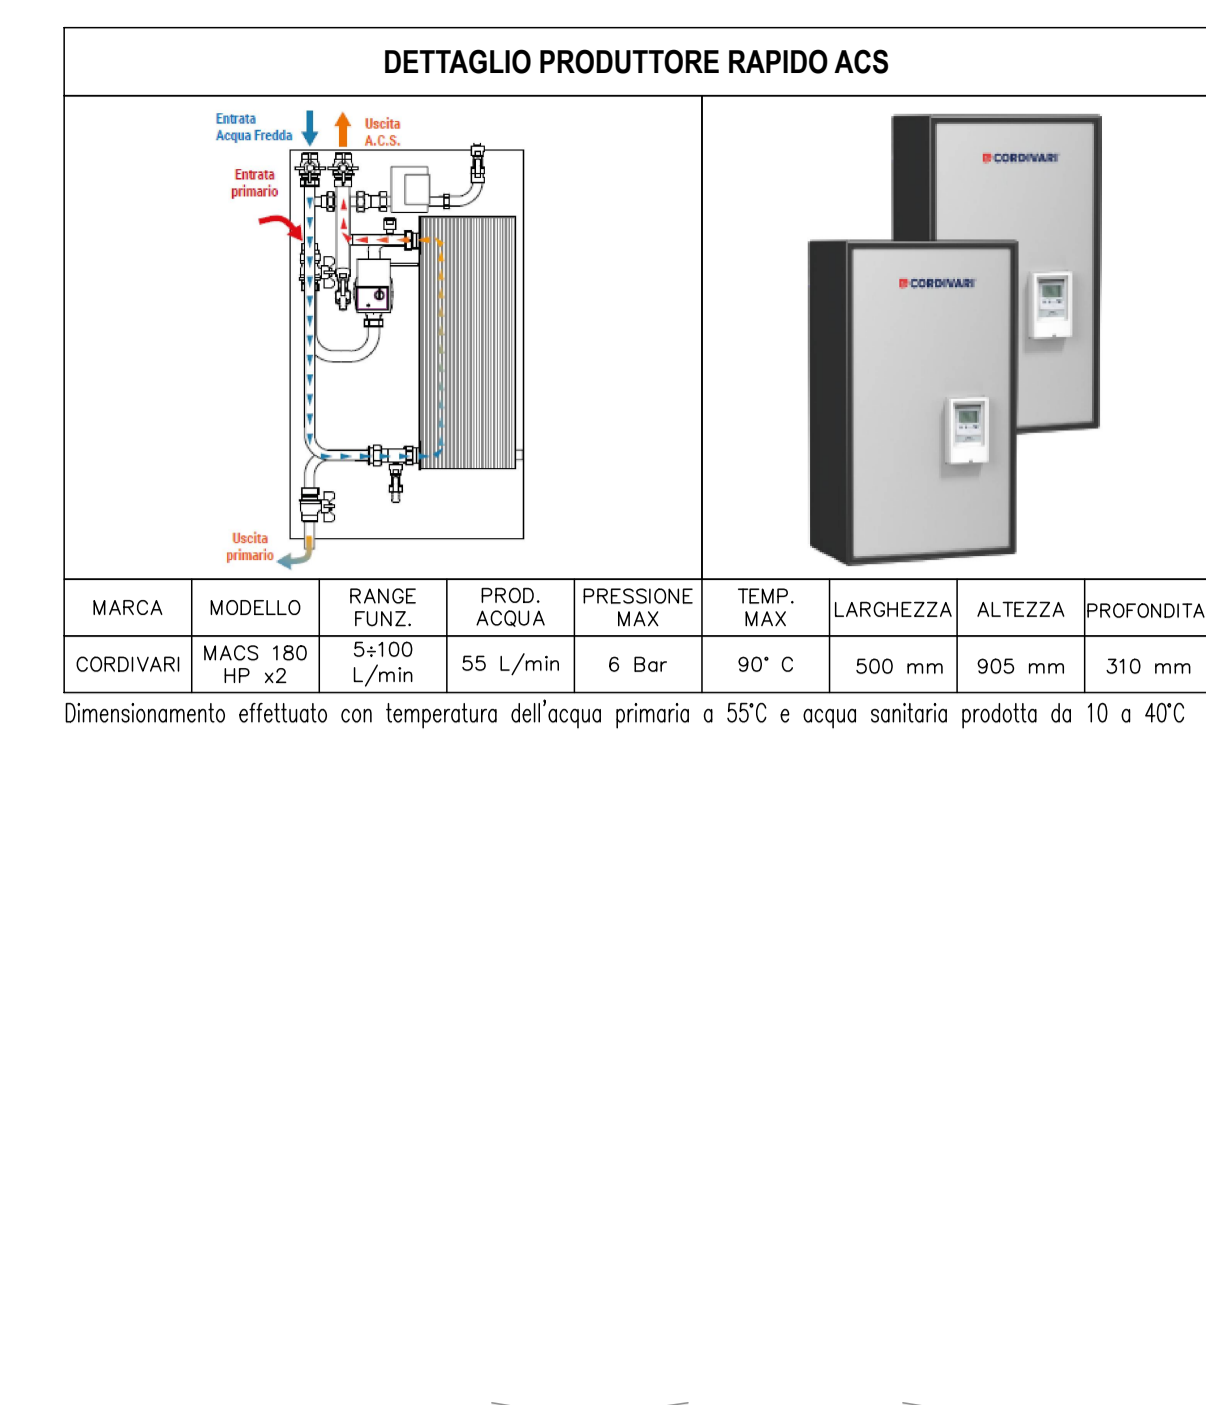 DETTAGLIO PRODUTTORE RAPIDO ACS
Entrata
Acqua Fredda
Uscita
A.C.S.
Entrata
primario
Uscita
primario
CORDIVARI
CORDIVARI
MARCA MODELLO RANGE FUNZ. PROD. ACQUA PRESSIONE MAX TEMP. MAX LARGHEZZA ALTEZZA PROFONDITA
CORDIVARI MACS 180 HP x2 5÷100 L/min 55 L/min 6 Bar 90° C 500 mm 905 mm 310 mm
Dimensionamento effettuato con temperatura dell'acqua primaria a 55°C e acqua sanitaria prodotta da 10 a 40°C